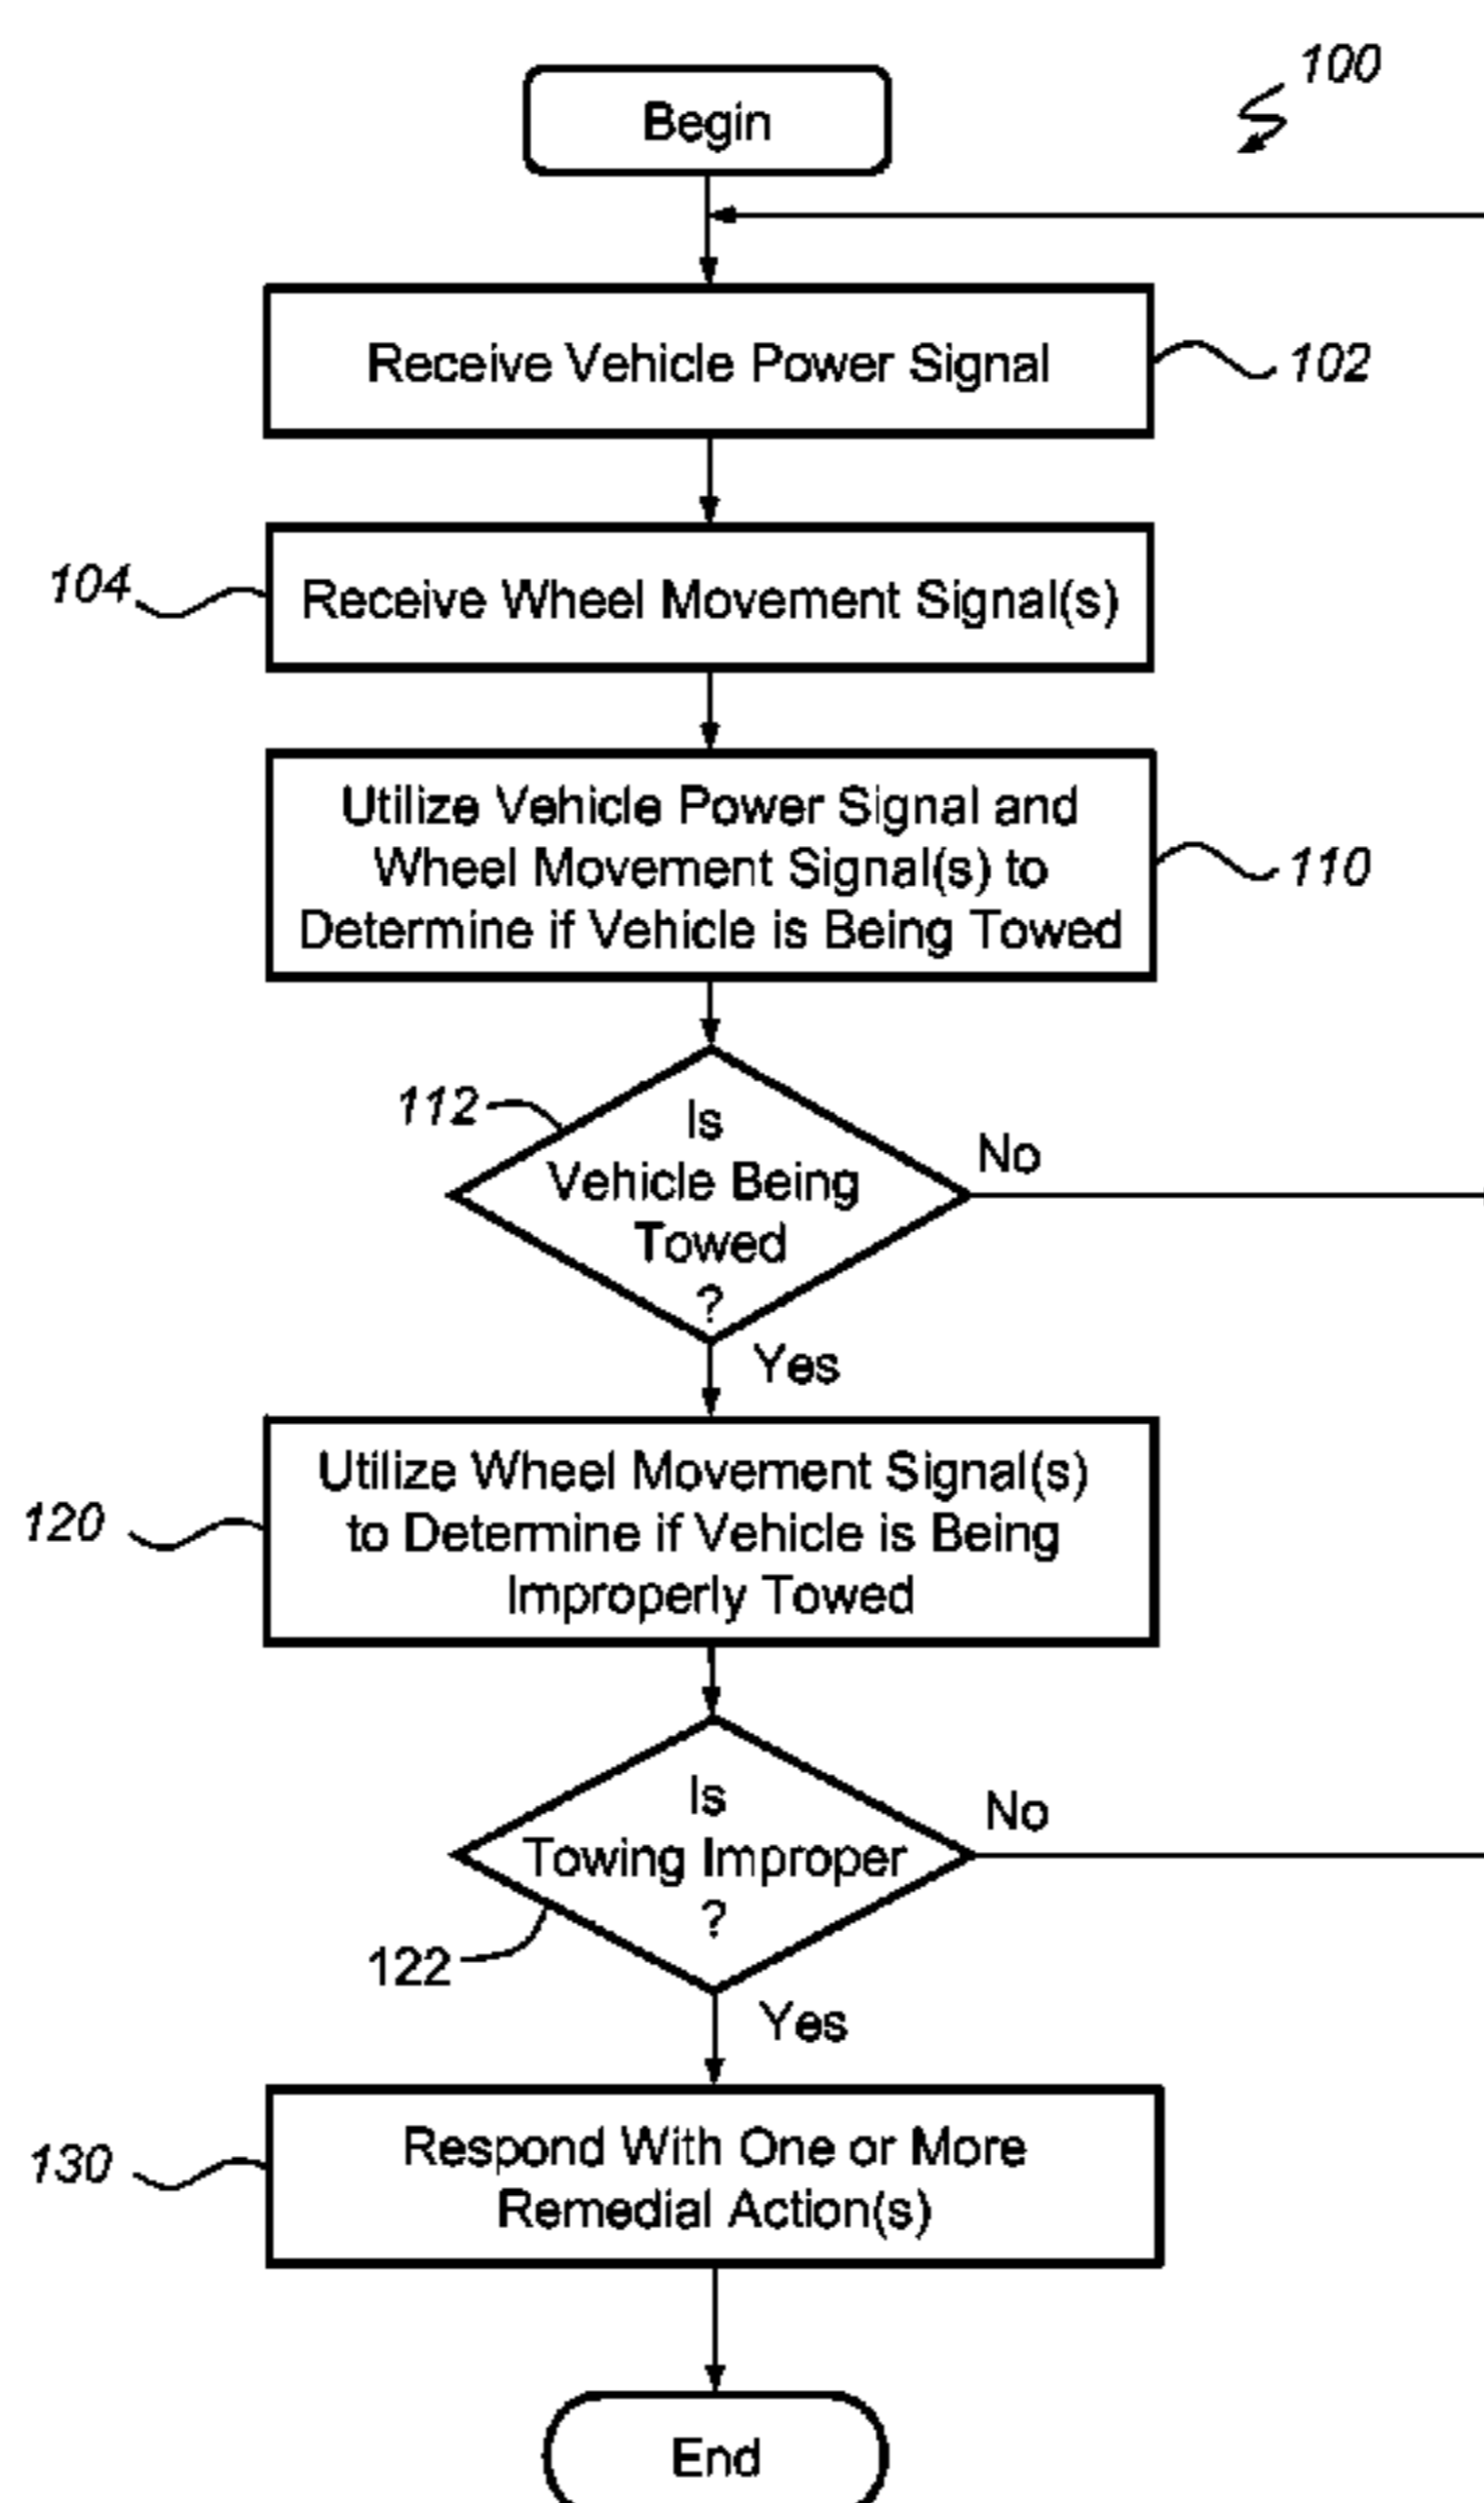 100
Begin
Receive Vehicle Power Signal
102
104
Receive Wheel Movement Signal(s)
Utilize Vehicle Power Signal and
Wheel Movement Signal(s) to
Determine if Vehicle is Being Towed
110
112
Is
Vehicle Being
Towed
?
No
Yes
120
Utilize Wheel Movement Signal(s)
to Determine if Vehicle is Being
Improperly Towed
Is
Towing Improper
?
No
122
Yes
130
Respond With One or More
Remedial Action(s)
End